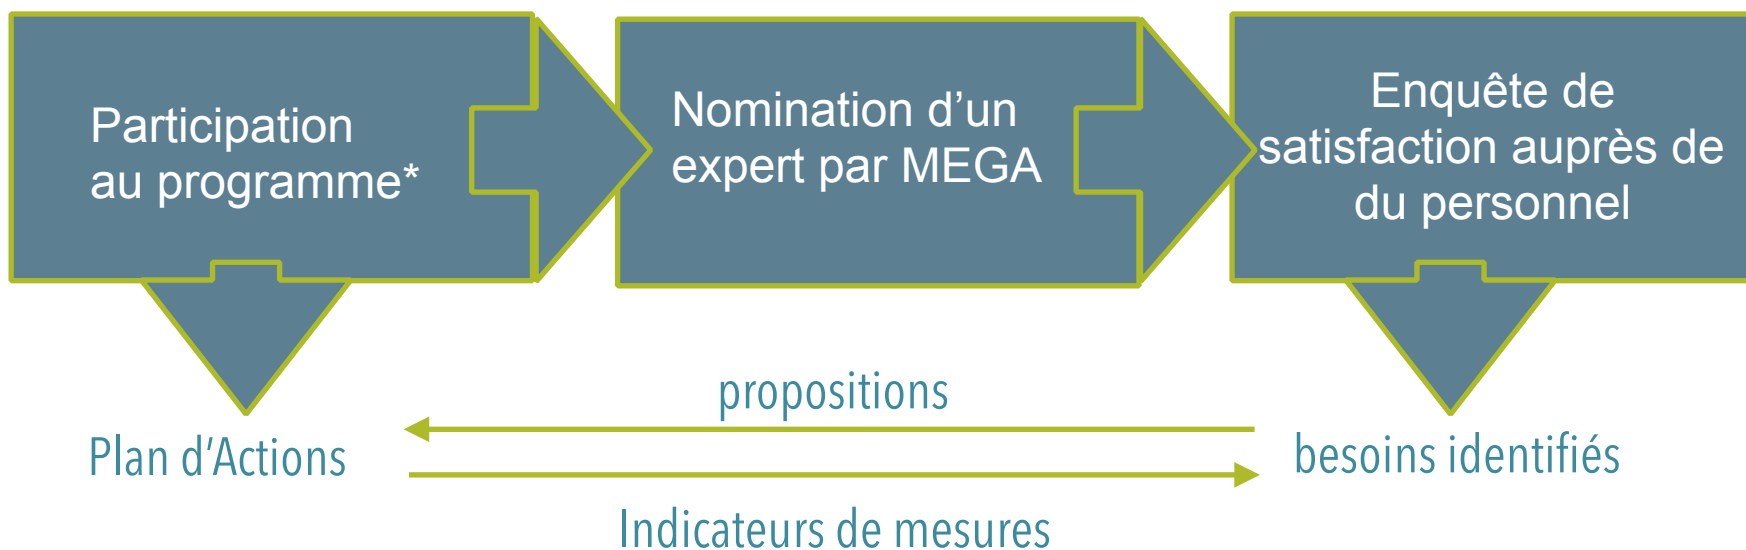 Participation
au programme*
Nomination d’un
expert par MEGA
Enquête de
satisfaction auprès de
du personnel
propositions
Plan d’Actions
besoins identifiés
Indicateurs de mesures